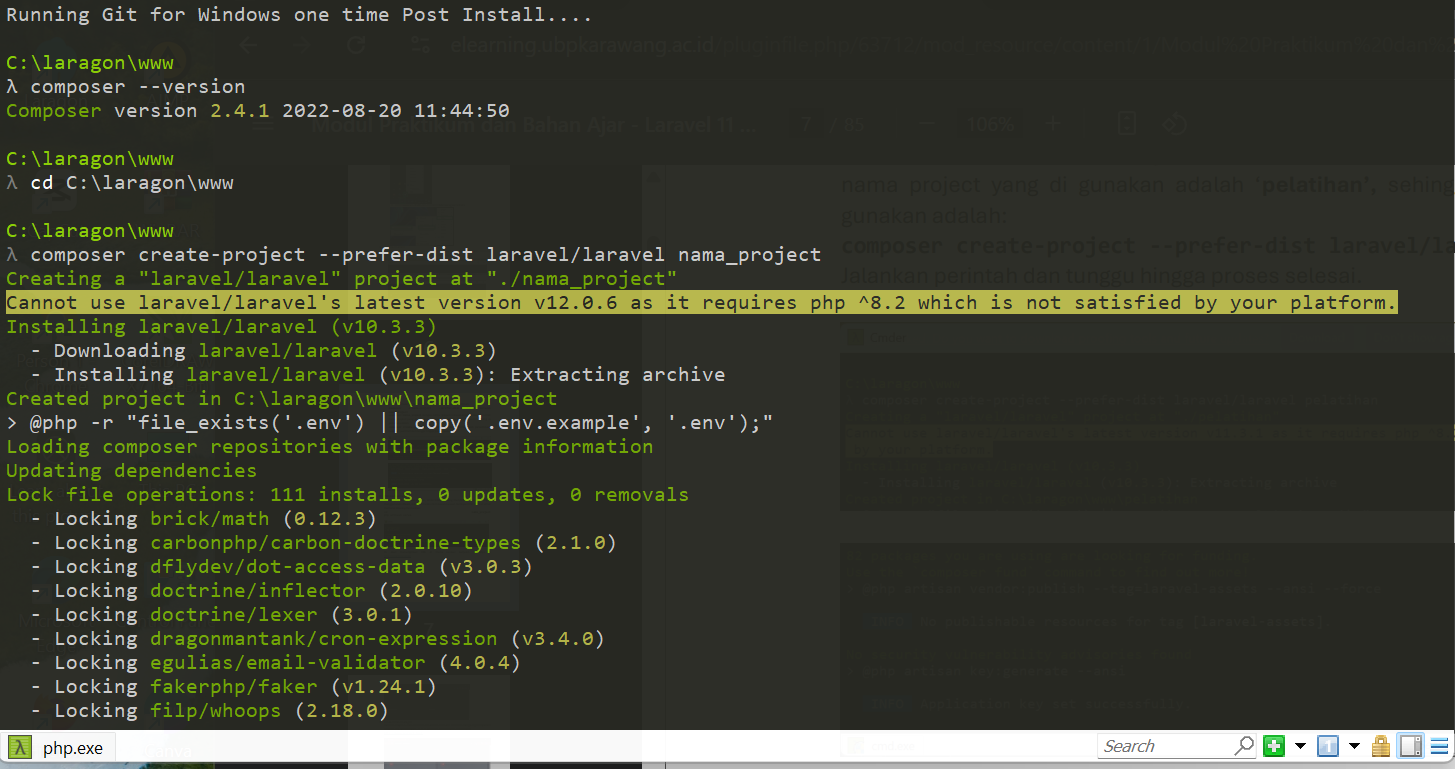 Running Git for Windows one time Post Install....
elearning.ubpkarawang.ac.id
C:\laragon\www
λ composer --version
Composer version 2.4.1 2022-08-20 11:44:50
Modul Praktikum dan Bahan Ajar - Laravel 11 ... 7 / 85 106%
C:\laragon\www
λ cd C:\laragon\www
nama project yang di gunakan adalah 'pelatihan', sehing
gunakan adalah:
C:\laragon\www
λ composer create-project --prefer-dist laravel/laravel nama_project
composer create-project --prefer-dist laravel/la
Creating a "laravel/laravel" project at "./nama_project"
Jalankan perintah dan tunggu hingga proses selesai.
Cannot use laravel/laravel's latest version v12.0.6 as it requires php ^8.2 which is not satisfied by your platform.
Installing laravel/laravel (v10.3.3)
  - Downloading laravel/laravel (v10.3.3)
  - Installing laravel/laravel (v10.3.3): Extracting archive
Created project in C:\laragon\www\nama_project
> @php -r "file_exists('.env') || copy('.env.example', '.env');"
Loading composer repositories with package information
Updating dependencies
Lock file operations: 111 installs, 0 updates, 0 removals
  - Locking brick/math (0.12.3)
  - Locking carbonphp/carbon-doctrine-types (2.1.0)
  - Locking dflydev/dot-access-data (v3.0.3)
  - Locking doctrine/inflector (2.0.10)
  - Locking doctrine/lexer (3.0.1)
  - Locking dragonmantank/cron-expression (v3.4.0)
  - Locking egulias/email-validator (4.0.4)
  - Locking fakerphp/faker (v1.24.1)
  - Locking filp/whoops (2.18.0)
λ php.exe
Search